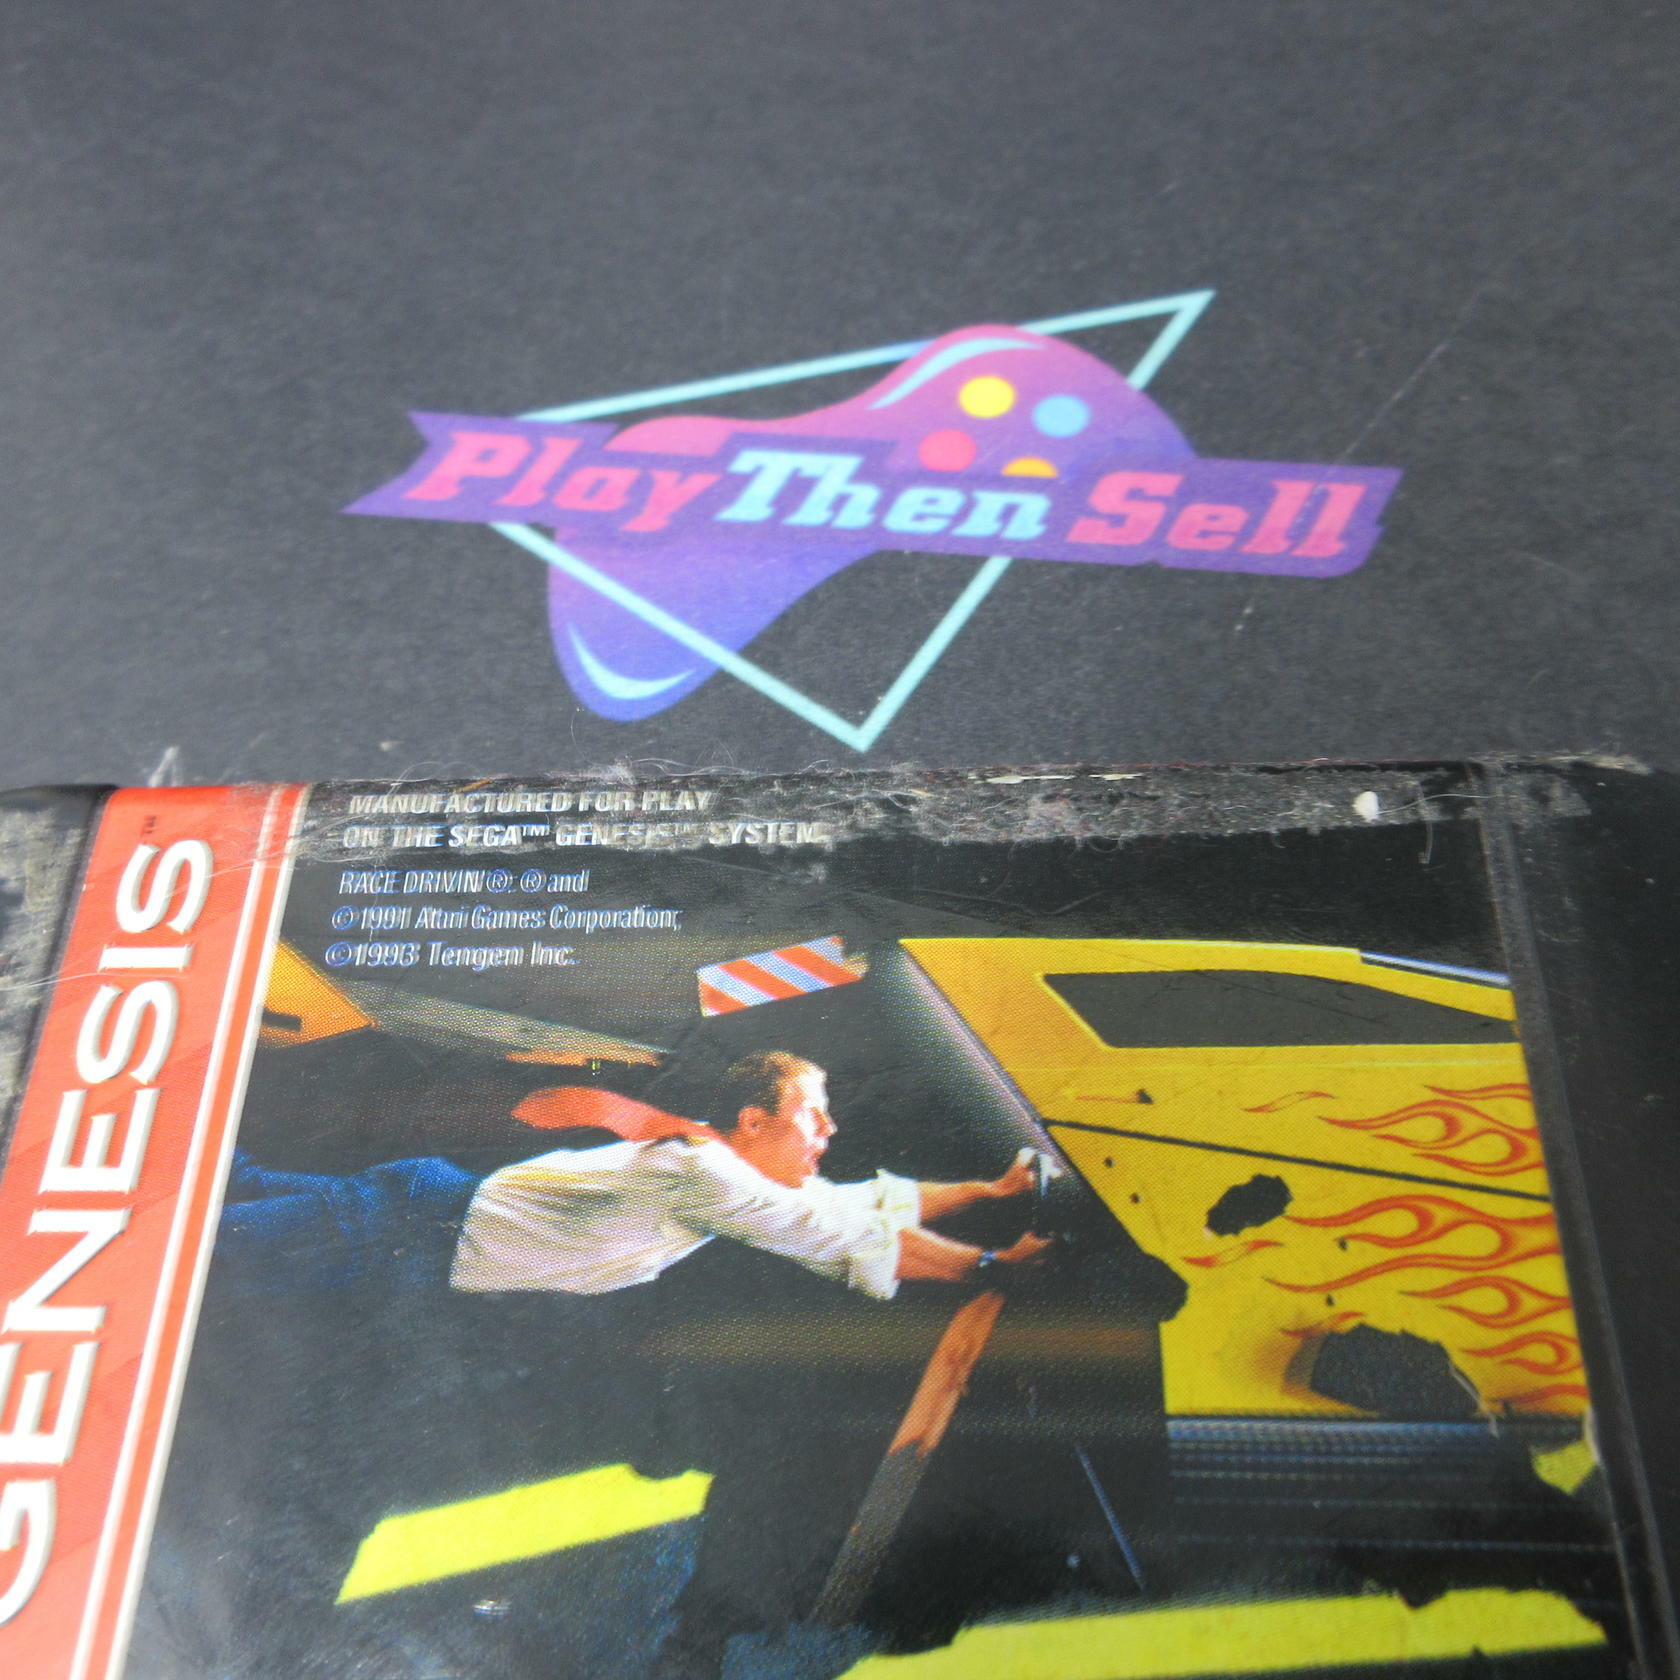 Play Then Sell
MANUFACTURED FOR PLAY
ON THE SEGA™ GENESIS™ SYSTEM.
RACE DRIVIN'®: ® and
©1991 Atari Games Corporation;
©1993 Tengen Inc.
GENESIS™